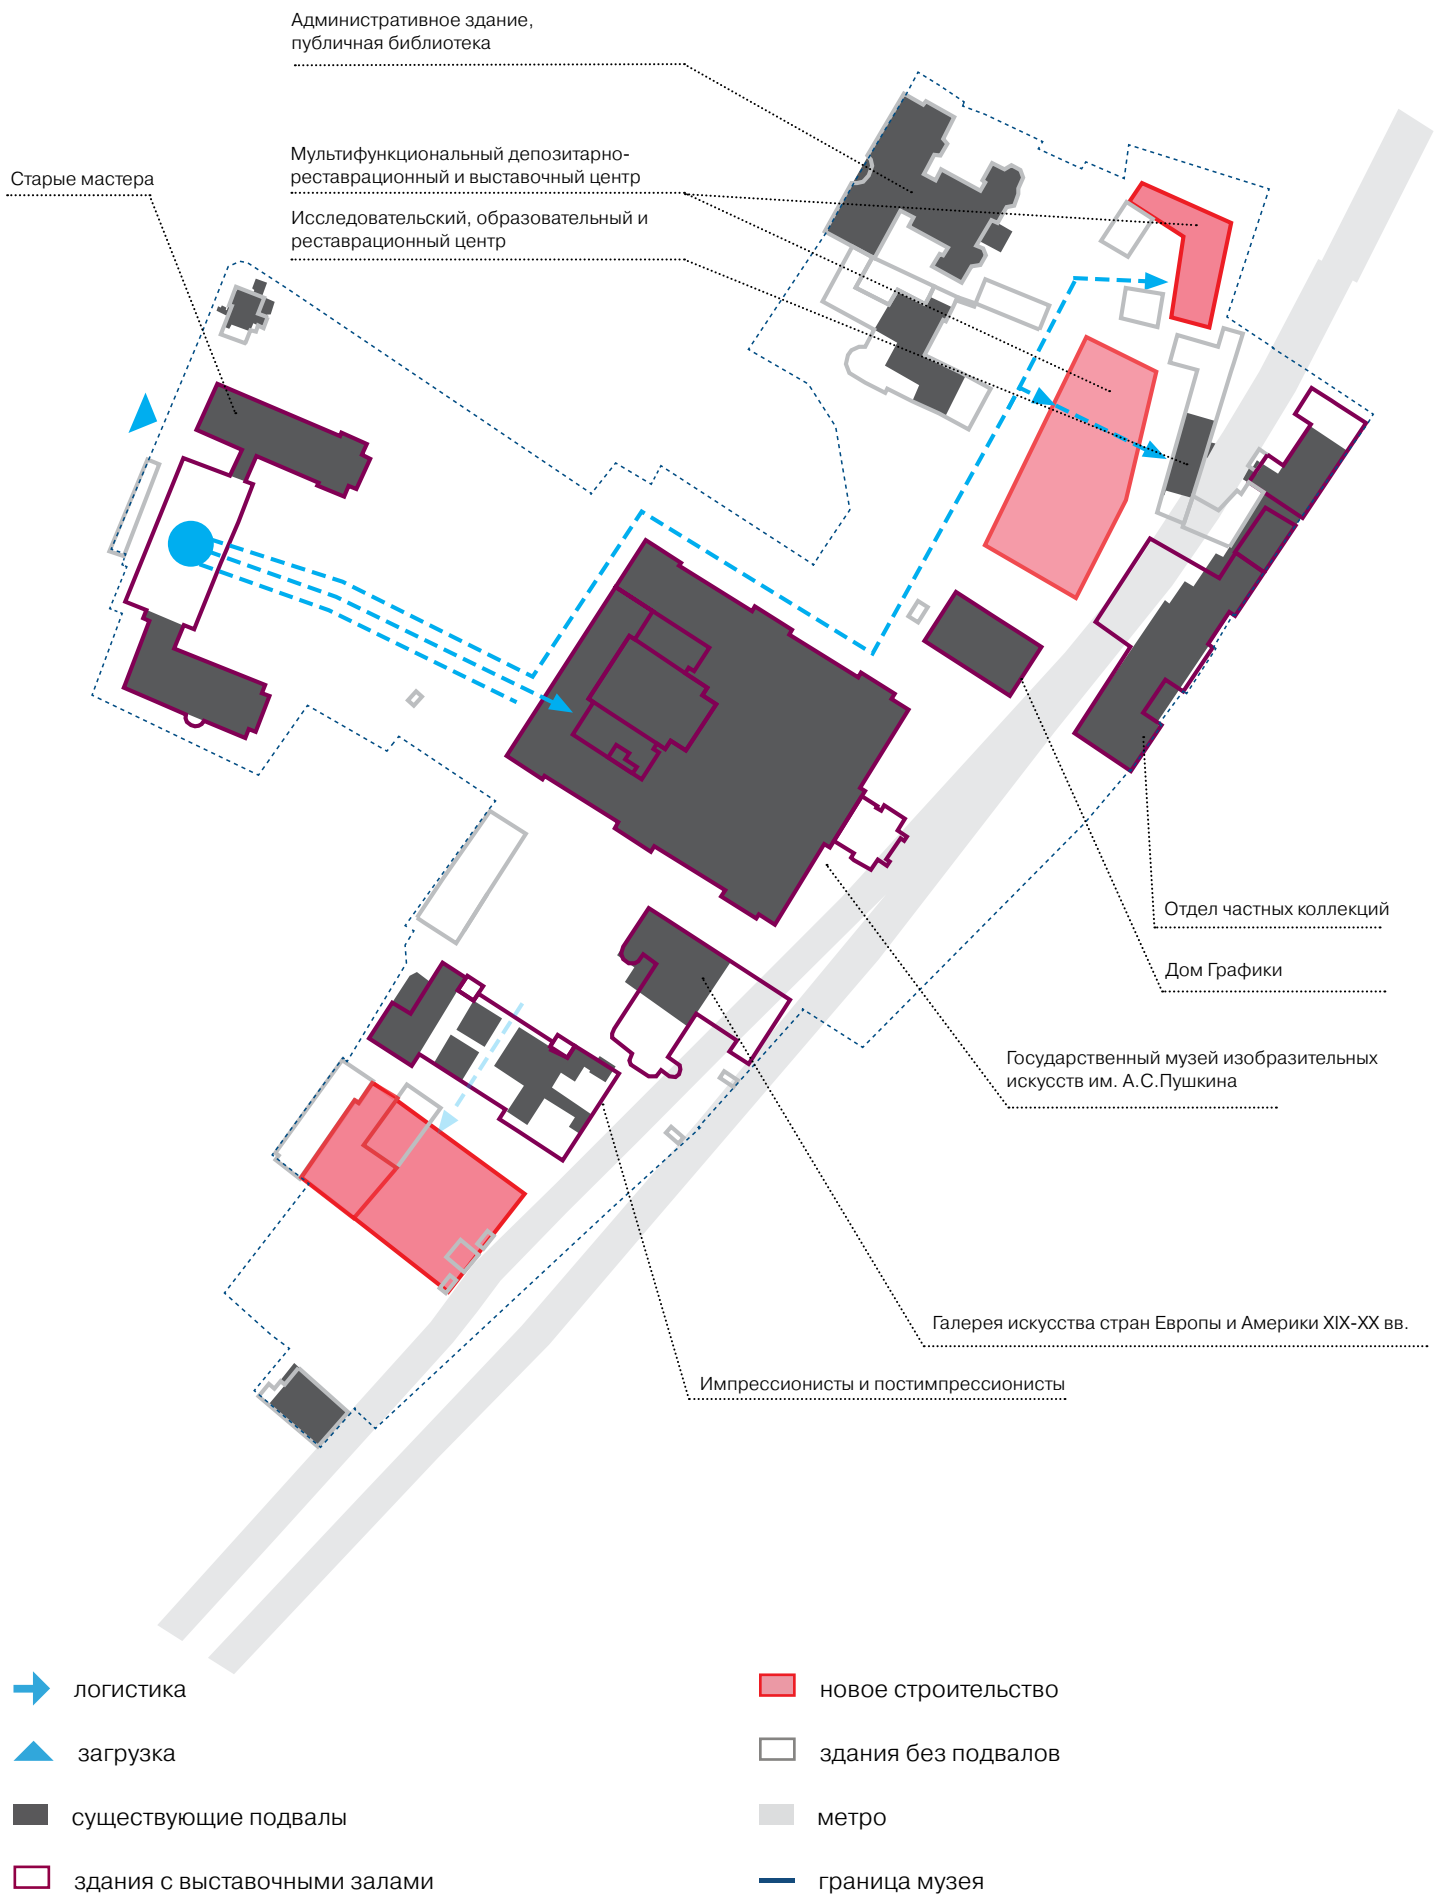 Административное здание,
публичная библиотека
Мультифункциональный депозитарно-
реставрационный и выставочный центр
Старые мастера
Исследовательский, образовательный и
реставрационный центр
Отдел частных коллекций
Дом Графики
Государственный музей изобразительных
искусств им. А.С.Пушкина
Галерея искусства стран Европы и Америки XIX-XX вв.
Импрессионисты и постимпрессионисты
логистика
загрузка
существующие подвалы
здания с выставочными залами
новое строительство
здания без подвалов
метро
граница музея